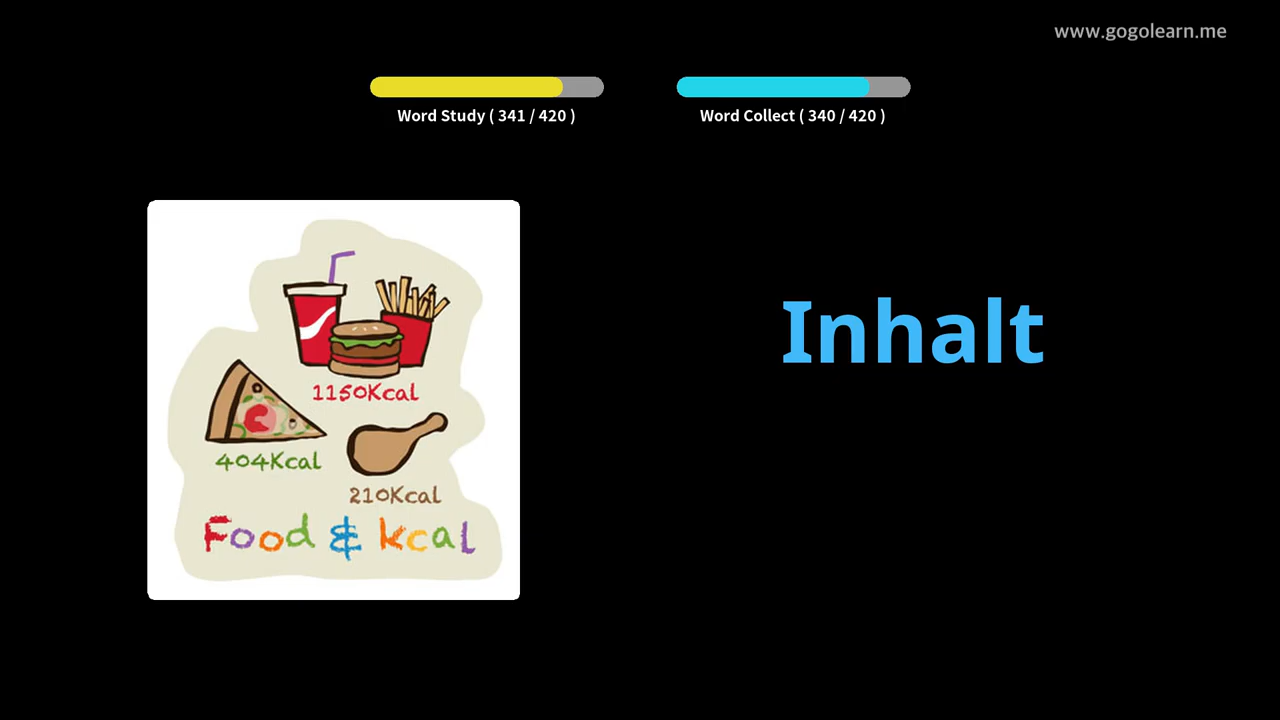 www.gogolearn.me
Word Study ( 341 / 420 )
Word Collect ( 340 / 420 )
Inhalt
1150Kcal
404Kcal
210Kcal
Food & kcal